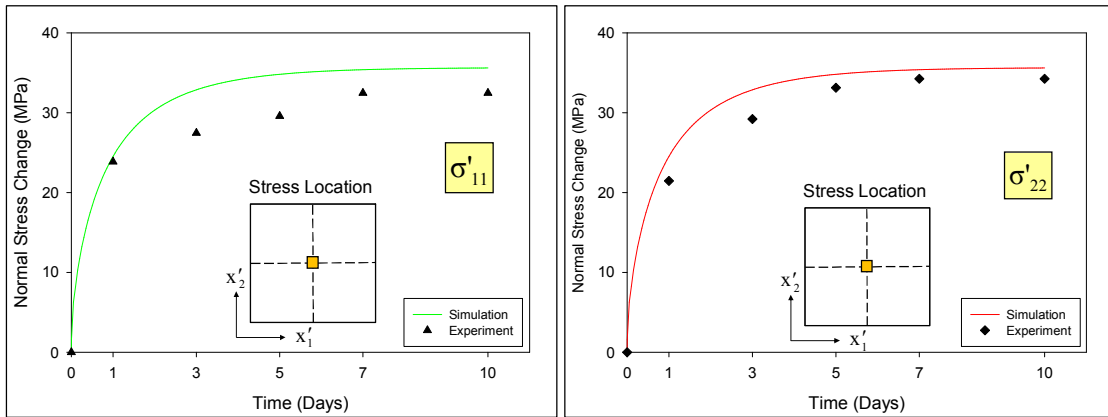 Normal Stress Change (MPa)
40
30
20
10
0
σ'11
Stress Location
x′2
x′1
Simulation
Experiment
0 1 3 5 7 10
Time (Days)
Normal Stress Change (MPa)
40
30
20
10
0
σ'22
Stress Location
x′2
x′1
Simulation
Experiment
0 1 3 5 7 10
Time (Days)